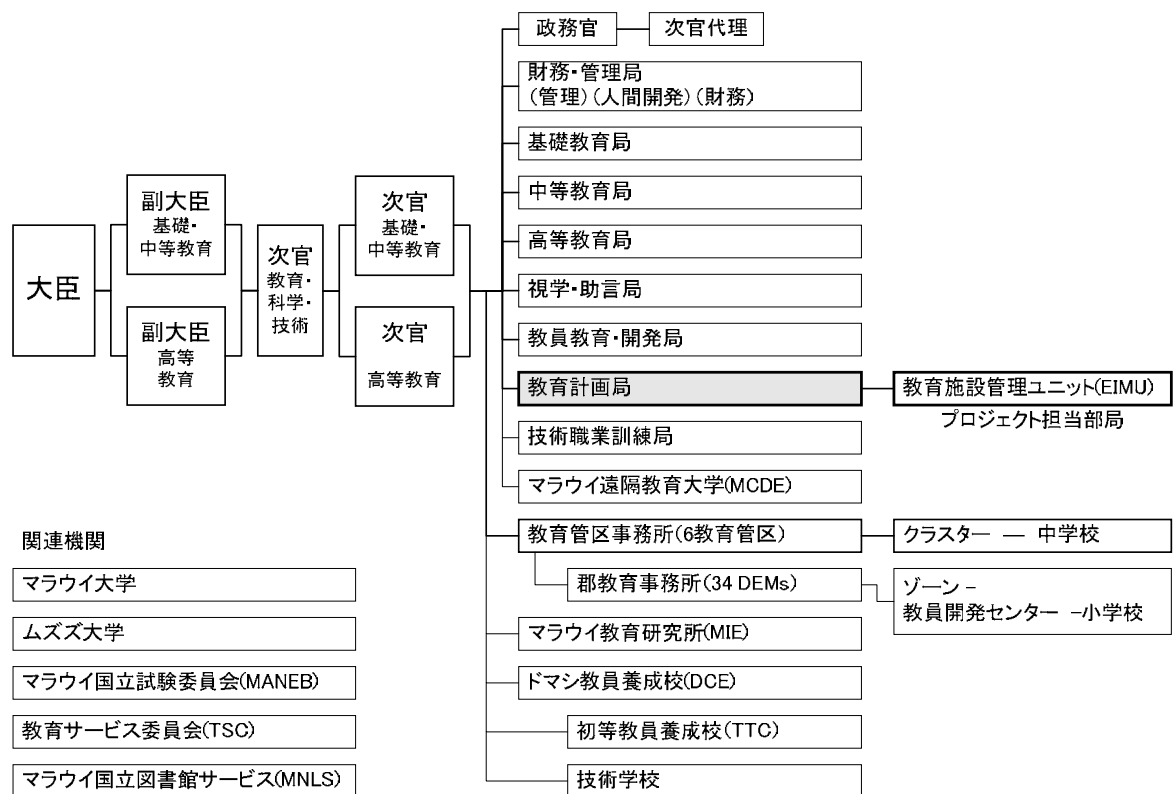 大臣
副大臣
基礎・
中等教育
副大臣
高等
教育
次官
教育・
科学・
技術
次官
基礎・
中等教育
次官
高等教育
政務官
次官代理
財務・管理局
(管理)(人間開発)(財務)
基礎教育局
中等教育局
高等教育局
視学・助言局
教員教育・開発局
教育計画局
教育施設管理ユニット(EIMU)
プロジェクト担当部局
技術職業訓練局
マラウイ遠隔教育大学(MCDE)
教育管区事務所(6教育管区)
クラスター ― 中学校
郡教育事務所(34 DEMs)
ゾーン –
教員開発センター –小学校
マラウイ教育研究所(MIE)
ドマシ教員養成校(DCE)
初等教員養成校(TTC)
技術学校
関連機関
マラウイ大学
ムズズ大学
マラウイ国立試験委員会(MANEB)
教育サービス委員会(TSC)
マラウイ国立図書館サービス(MNLS)